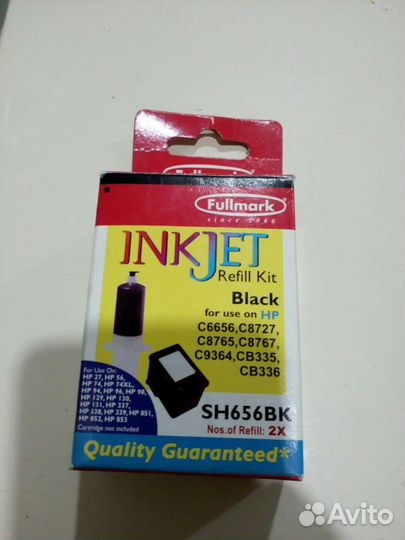 Fullmark
since 1966
INKJET
Refill Kit
Black
for use on HP
C6656,C8727,
C8765,C8767,
C9364,CB335,
CB336
For Use On:
HP 27, HP 56,
HP 74, HP 74XL,
HP 94, HP 96, HP 98,
HP 129, HP 130,
HP 131, HP 337,
HP 338, HP 339, HP 851,
HP 852, HP 853
Cartridge not included
SH656BK
Nos.of Refill: 2X
Quality Guaranteed*
Avito